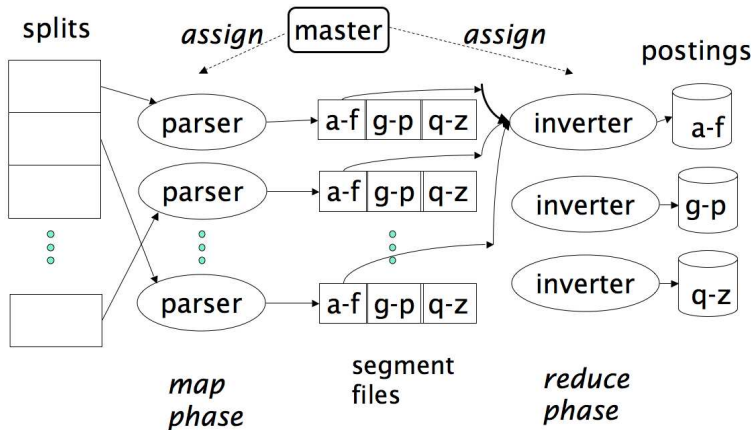 splits
assign
master
assign
postings
parser
a-f g-p q-z
inverter
a-f
parser
a-f g-p q-z
inverter
g-p
parser
a-f g-p q-z
inverter
q-z
map
phase
segment
files
reduce
phase